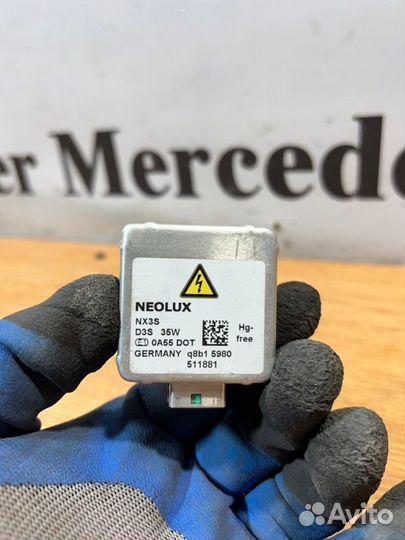 er Mercede
NEOLUX
NX3S
D3S 35W
0A55 DOT
Hg-
free
GERMANY q8b1 5980
511881
Avito